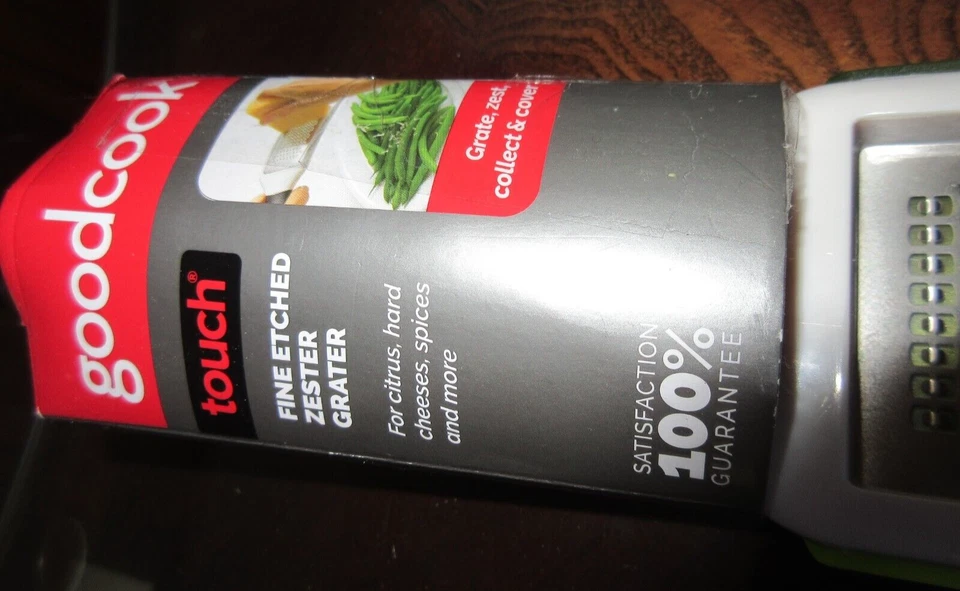 goodcook
touch®
FINE ETCHED
ZESTER
GRATER
For citrus, hard
cheeses, spices
and more
Grate, zest,
collect & cover
SATISFACTION
100%
GUARANTEE